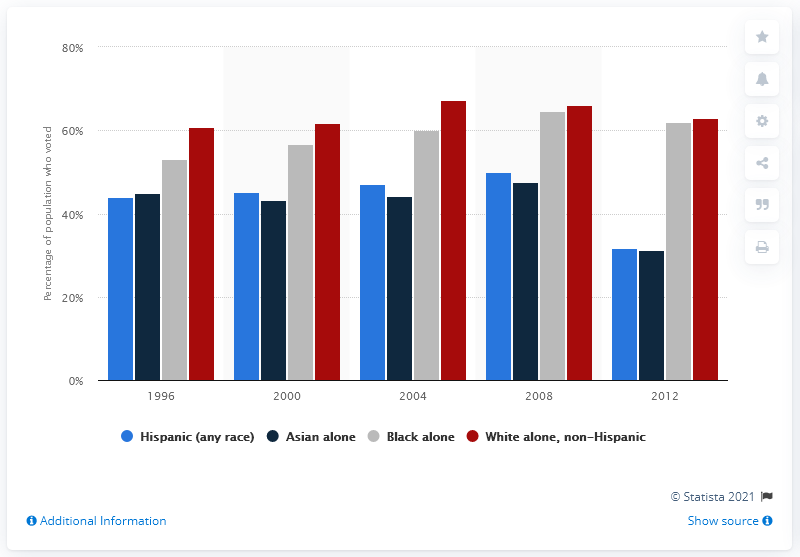 80%
60%
40%
20%
0%
Percentage of population who voted
1996 2000 2004 2008 2012
Hispanic (any race) Asian alone Black alone White alone, non-Hispanic
© Statista 2021
Additional Information Show source